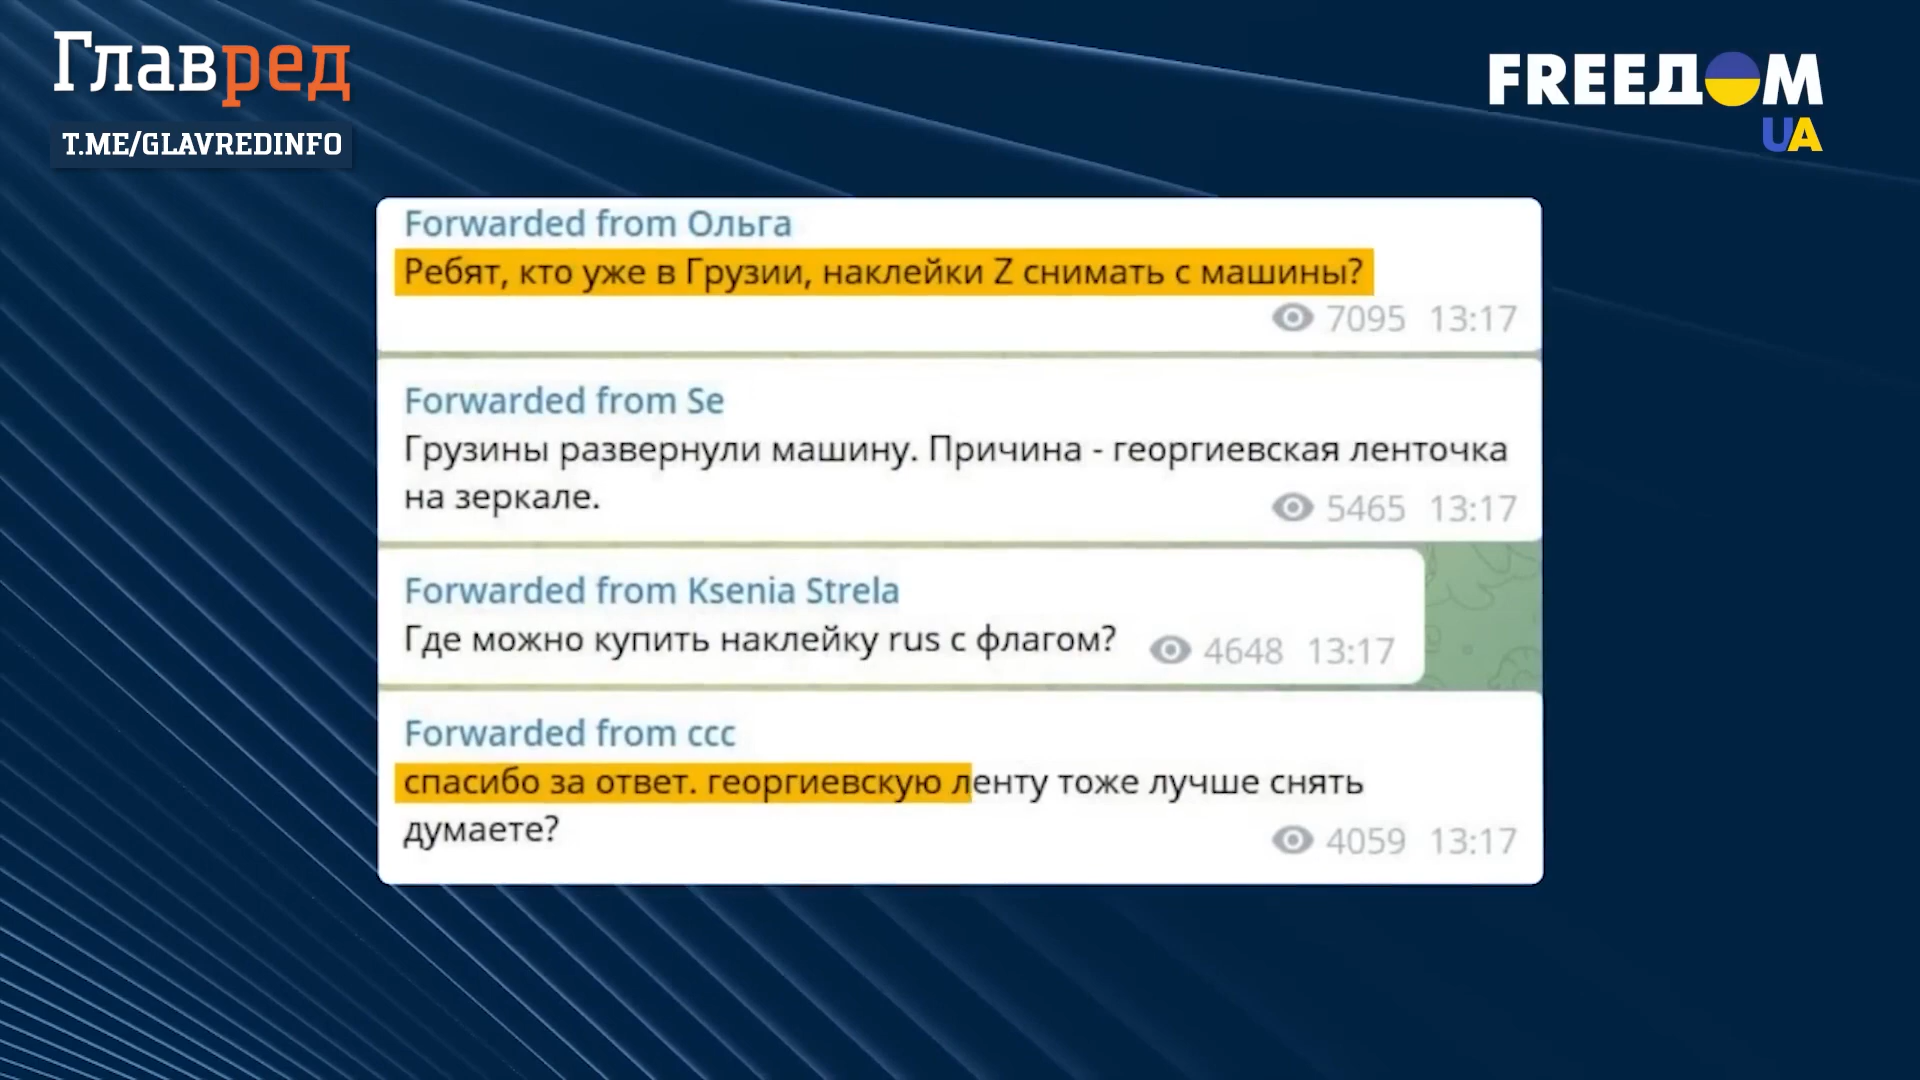 Главред
T.ME/GLAVREDINFO
FREEДОМ
UA
Forwarded from Ольга
Ребят, кто уже в Грузии, наклейки Z снимать с машины?
7095 13:17
Forwarded from Se
Грузины развернули машину. Причина - георгиевская ленточка
на зеркале.
5465 13:17
Forwarded from Ksenia Strela
Где можно купить наклейку rus с флагом?
4648 13:17
Forwarded from ccc
спасибо за ответ. георгиевскую ленту тоже лучше снять
думаете?
4059 13:17